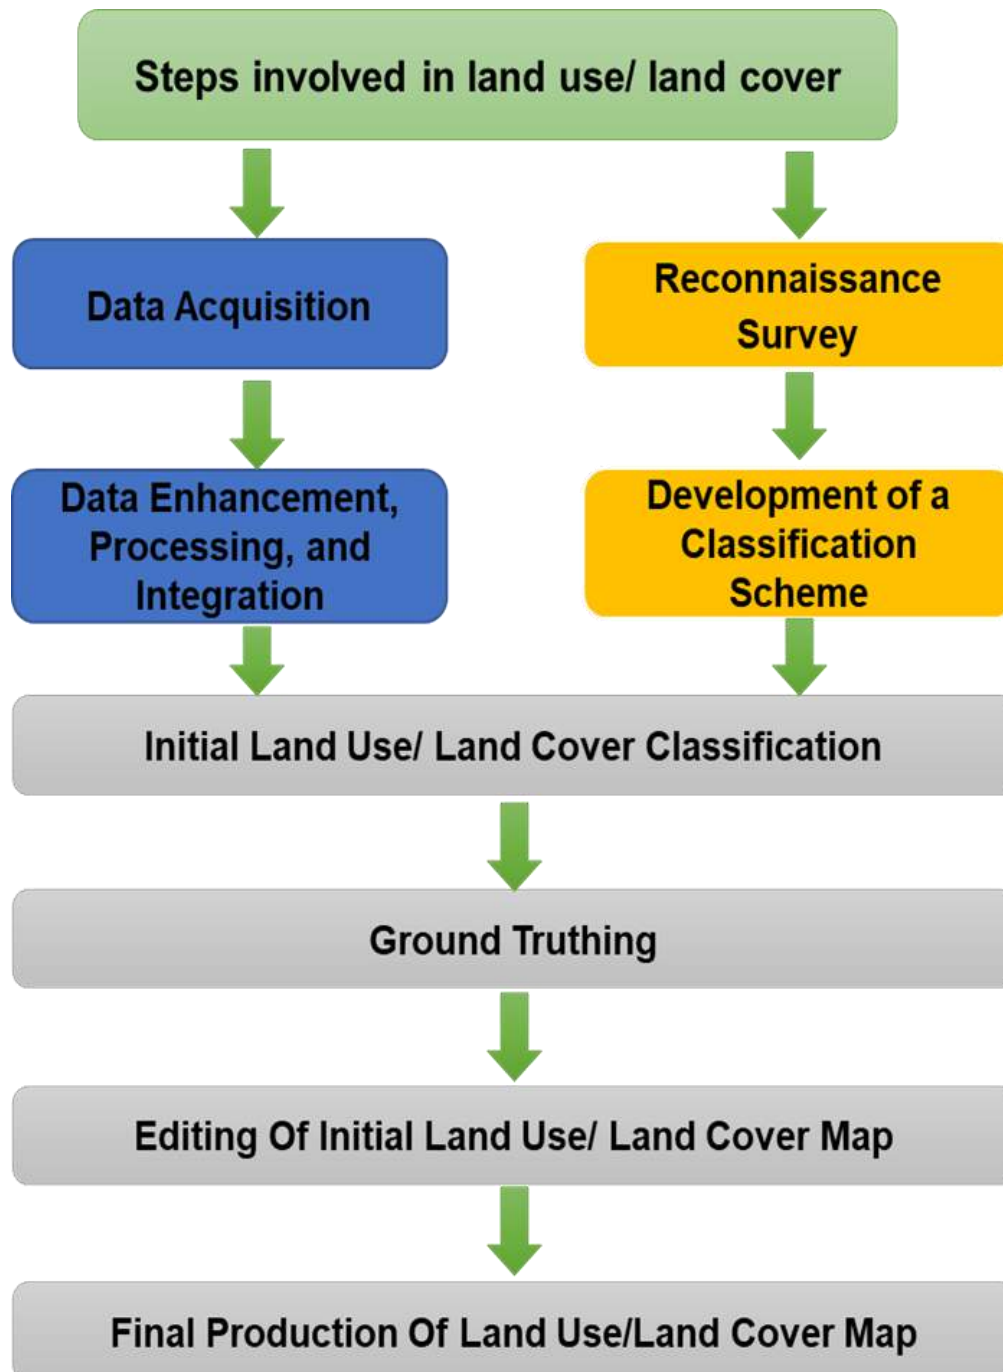 Steps involved in land use/ land cover
Data Acquisition
Reconnaissance
Survey
Data Enhancement,
Processing, and
Integration
Development of a
Classification
Scheme
Initial Land Use/ Land Cover Classification
Ground Truthing
Editing Of Initial Land Use/ Land Cover Map
Final Production Of Land Use/Land Cover Map